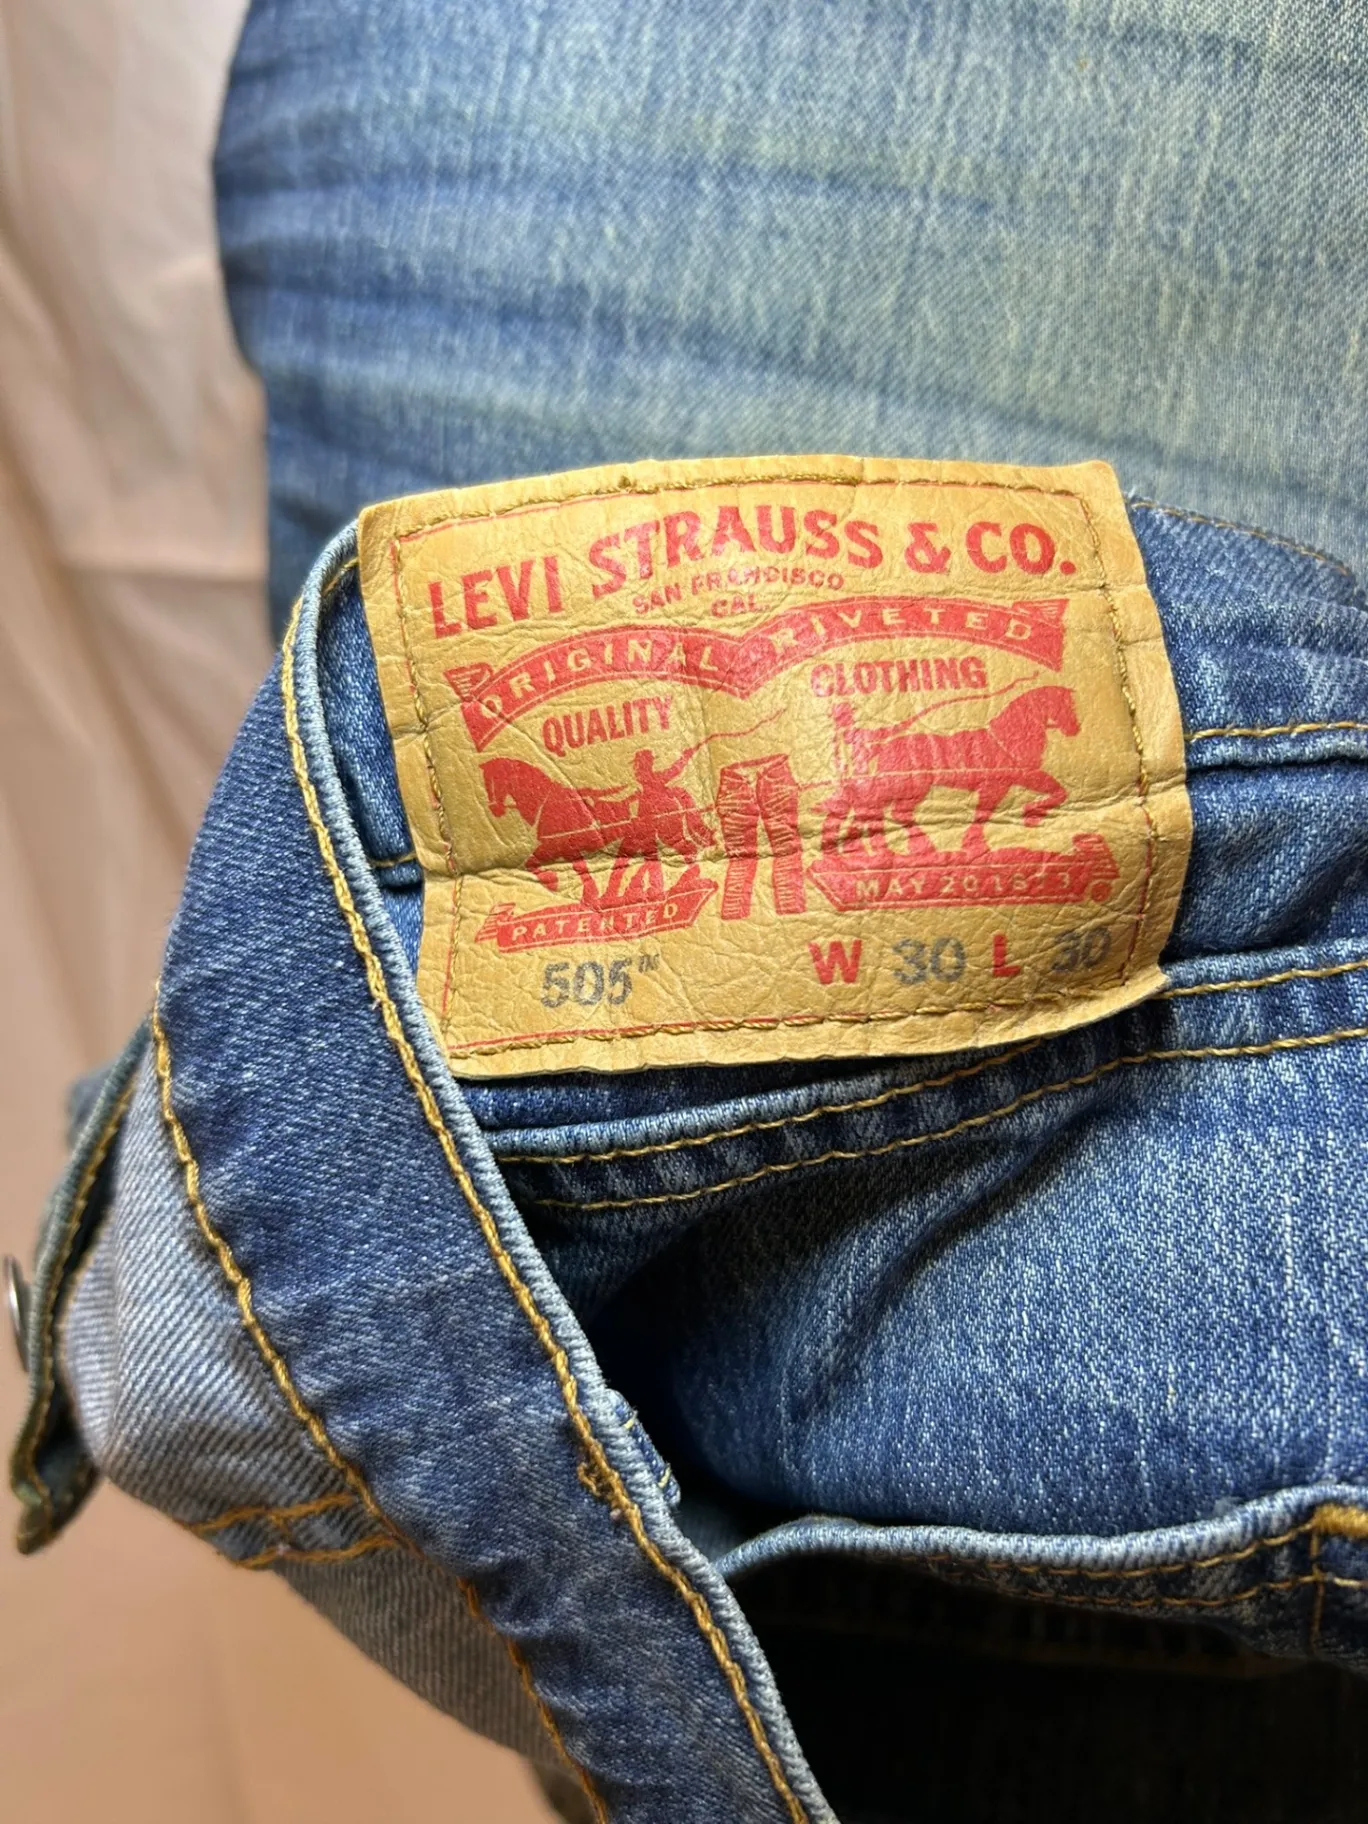 LEVI STRAUSS & CO.
SAN FRANCISCO
CAL.
ORIGINAL RIVETED
QUALITY CLOTHING
PATENTED MAY 20 1873
505™ W 30 L 30